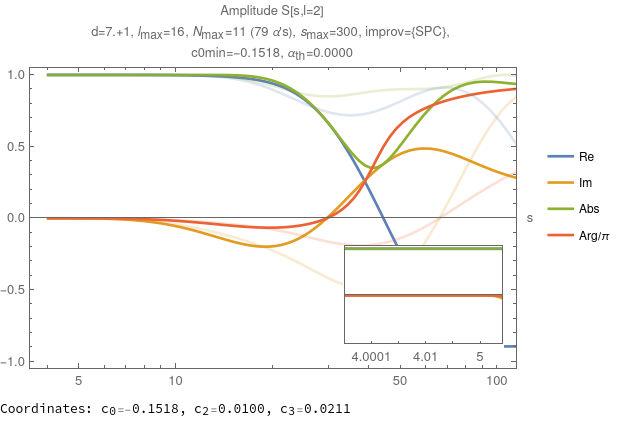 Amplitude S[s,l=2]
d=7.+1, lmax=16, Nmax=11 (79 α's), smax=300, improv={SPC},
c0min=-0.1518, αth=0.0000
1.0
0.5
0.0
-0.5
-1.0
5
10
50
100
s
4.0001
4.01
5
Re
Im
Abs
Arg/π
Coordinates: c0=-0.1518, c2=0.0100, c3=0.0211